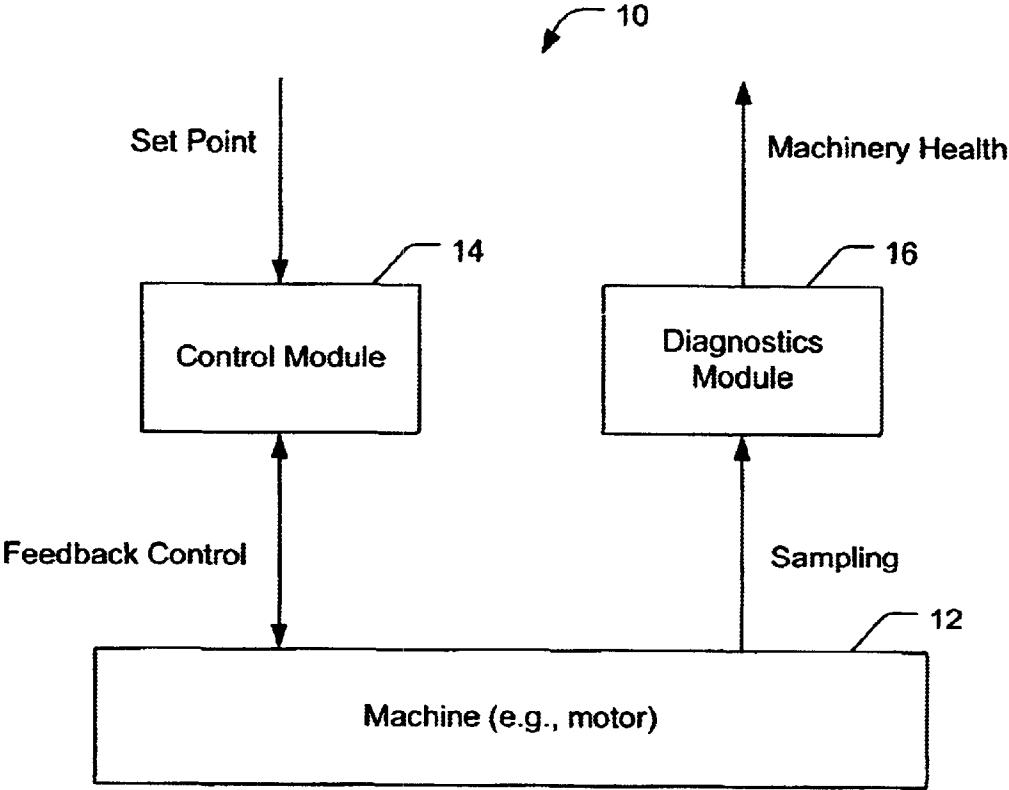 10
Set Point
Machinery Health
14
16
Control Module
Diagnostics
Module
Feedback Control
Sampling
12
Machine (e.g., motor)